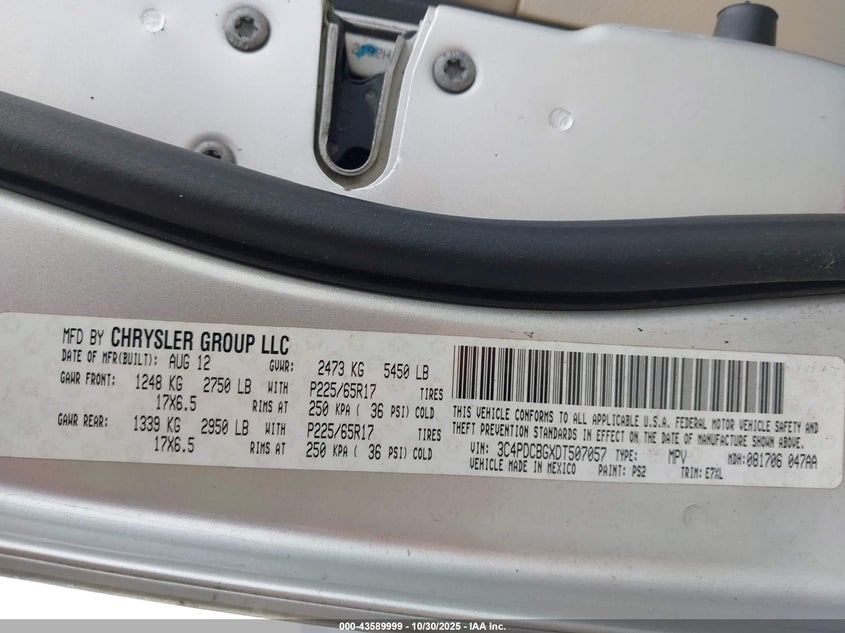 MFD BY CHRYSLER GROUP LLC
DATE OF MFR(BUILT): AUG 12 GVWR: 2473 KG 5450 LB
GAWR FRONT: 1248 KG 2750 LB WITH P225/65R17 TIRES
17X6.5 RIMS AT 250 KPA ( 36 PSI) COLD
GAWR REAR: 1339 KG 2950 LB WITH P225/65R17 TIRES
17X6.5 RIMS AT 250 KPA ( 36 PSI) COLD
THIS VEHICLE CONFORMS TO ALL APPLICABLE U.S.A. FEDERAL MOTOR VEHICLE SAFETY AND
THEFT PREVENTION STANDARDS IN EFFECT ON THE DATE OF MANUFACTURE SHOWN ABOVE.
VIN: 3C4PDCBGXDT507057 TYPE: MPV MDH: 081706 047AA
VEHICLE MADE IN MEXICO PAINT: PS2 TRIM: E7XL
000-43589999 - 10/30/2025 - IAA Inc.